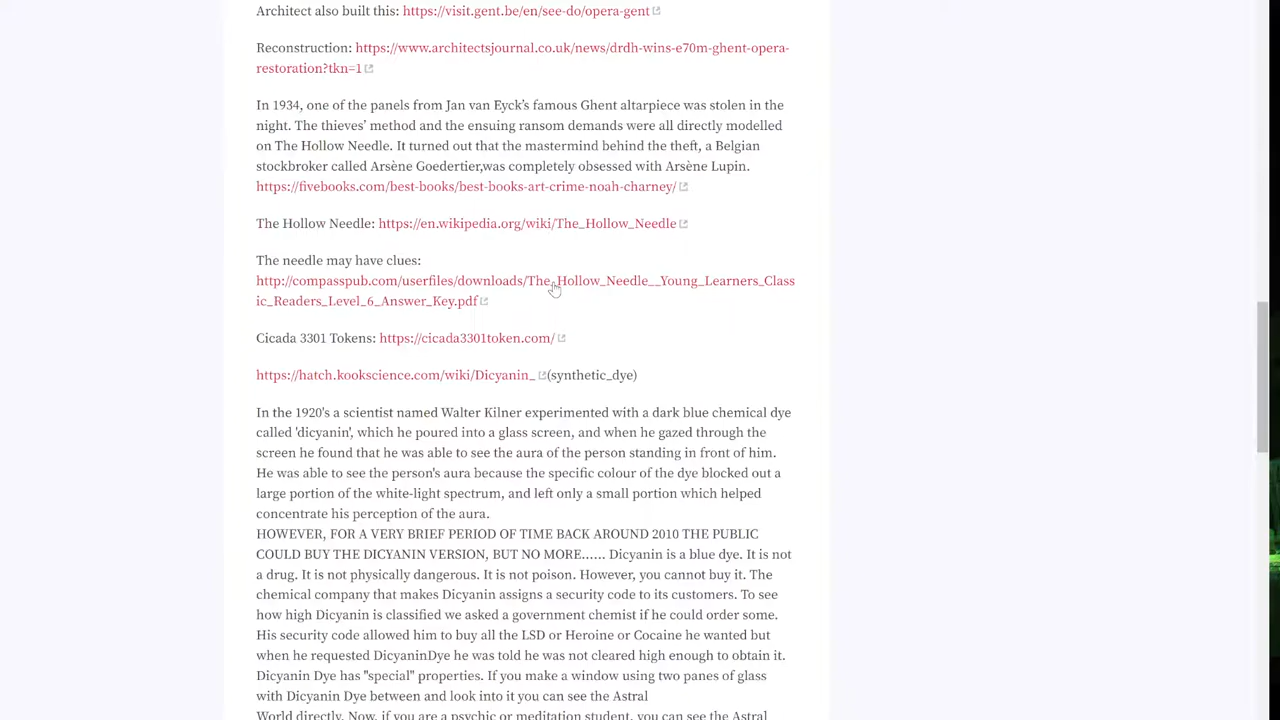 Architect also built this: https://visit.gent.be/en/see-do/opera-gent
Reconstruction: https://www.architectsjournal.co.uk/news/drdh-wins-e70m-ghent-opera-
restoration?tkn=1
In 1934, one of the panels from Jan van Eyck’s famous Ghent altarpiece was stolen in the
night. The thieves’ method and the ensuing ransom demands were all directly modelled
on The Hollow Needle. It turned out that the mastermind behind the theft, a Belgian
stockbroker called Arsène Goedertier,was completely obsessed with Arsène Lupin.
https://fivebooks.com/best-books/best-books-art-crime-noah-charney/
The Hollow Needle: https://en.wikipedia.org/wiki/The_Hollow_Needle
The needle may have clues:
http://compasspub.com/userfiles/downloads/The_Hollow_Needle__Young_Learners_Class
ic_Readers_Level_6_Answer_Key.pdf
Cicada 3301 Tokens: https://cicada3301token.com/
https://hatch.kookscience.com/wiki/Dicyanin_ (synthetic_dye)
In the 1920's a scientist named Walter Kilner experimented with a dark blue chemical dye
called 'dicyanin', which he poured into a glass screen, and when he gazed through the
screen he found that he was able to see the aura of the person standing in front of him.
He was able to see the person's aura because the specific colour of the dye blocked out a
large portion of the white-light spectrum, and left only a small portion which helped
concentrate his perception of the aura.
HOWEVER, FOR A VERY BRIEF PERIOD OF TIME BACK AROUND 2010 THE PUBLIC
COULD BUY THE DICYANIN VERSION, BUT NO MORE...... Dicyanin is a blue dye. It is not
a drug. It is not physically dangerous. It is not poison. However, you cannot buy it. The
chemical company that makes Dicyanin assigns a security code to its customers. To see
how high Dicyanin is classified we asked a government chemist if he could order some.
His security code allowed him to buy all the LSD or Heroine or Cocaine he wanted but
when he requested DicyaninDye he was told he was not cleared high enough to obtain it.
Dicyanin Dye has "special" properties. If you make a window using two panes of glass
with Dicyanin Dye between and look into it you can see the Astral
World directly. Now, if you are a psychic or meditation student, you can see the Astral